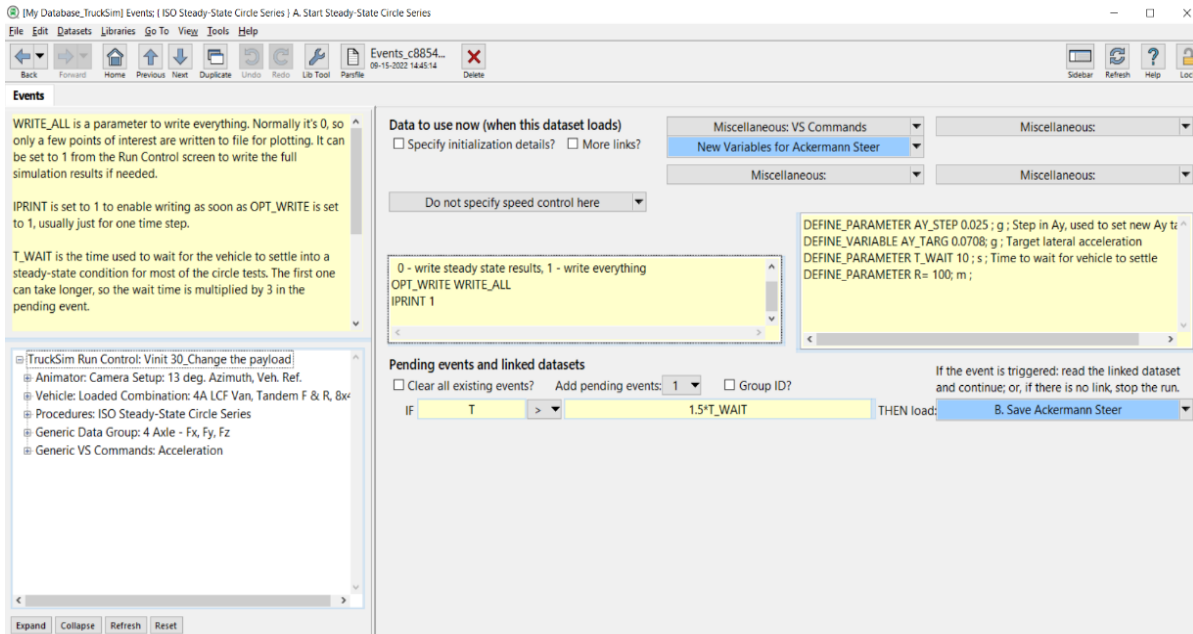 [My Database_TruckSim] Events; { ISO Steady-State Circle Series } A. Start Steady-State Circle Series
File Edit Datasets Libraries Go To View Tools Help
Back Forward Home Previous Next Duplicate Undo Redo Lib Tool Parsfile Events_c8854... 09-15-2022 14:45:14 Delete Sidebar Refresh Help Loc
Events
WRITE_ALL is a parameter to write everything. Normally it's 0, so
only a few points of interest are written to file for plotting. It can
be set to 1 from the Run Control screen to write the full
simulation results if needed.
IPRINT is set to 1 to enable writing as soon as OPT_WRITE is set
to 1, usually just for one time step.
T_WAIT is the time used to wait for the vehicle to settle into a
steady-state condition for most of the circle tests. The first one
can take longer, so the wait time is multiplied by 3 in the
pending event.
TruckSim Run Control: Vinit 30_Change the payload
Animator: Camera Setup: 13 deg. Azimuth, Veh. Ref.
Vehicle: Loaded Combination: 4A LCF Van, Tandem F & R, 8x4
Procedures: ISO Steady-State Circle Series
Generic Data Group: 4 Axle - Fx, Fy, Fz
Generic VS Commands: Acceleration
Expand Collapse Refresh Reset
Data to use now (when this dataset loads)
Specify initialization details? More links?
Miscellaneous: VS Commands
New Variables for Ackermann Steer
Miscellaneous:
Miscellaneous:
Miscellaneous:
Do not specify speed control here
0 - write steady state results, 1 - write everything
OPT_WRITE WRITE_ALL
IPRINT 1
DEFINE_PARAMETER AY_STEP 0.025 ; g ; Step in Ay, used to set new Ay ta
DEFINE_VARIABLE AY_TARG 0.0708; g ; Target lateral acceleration
DEFINE_PARAMETER T_WAIT 10 ; s ; Time to wait for vehicle to settle
DEFINE_PARAMETER R= 100; m ;
Pending events and linked datasets
Clear all existing events? Add pending events: 1 Group ID?
If the event is triggered: read the linked dataset
and continue; or, if there is no link, stop the run.
IF T > 1.5*T_WAIT THEN load: B. Save Ackermann Steer